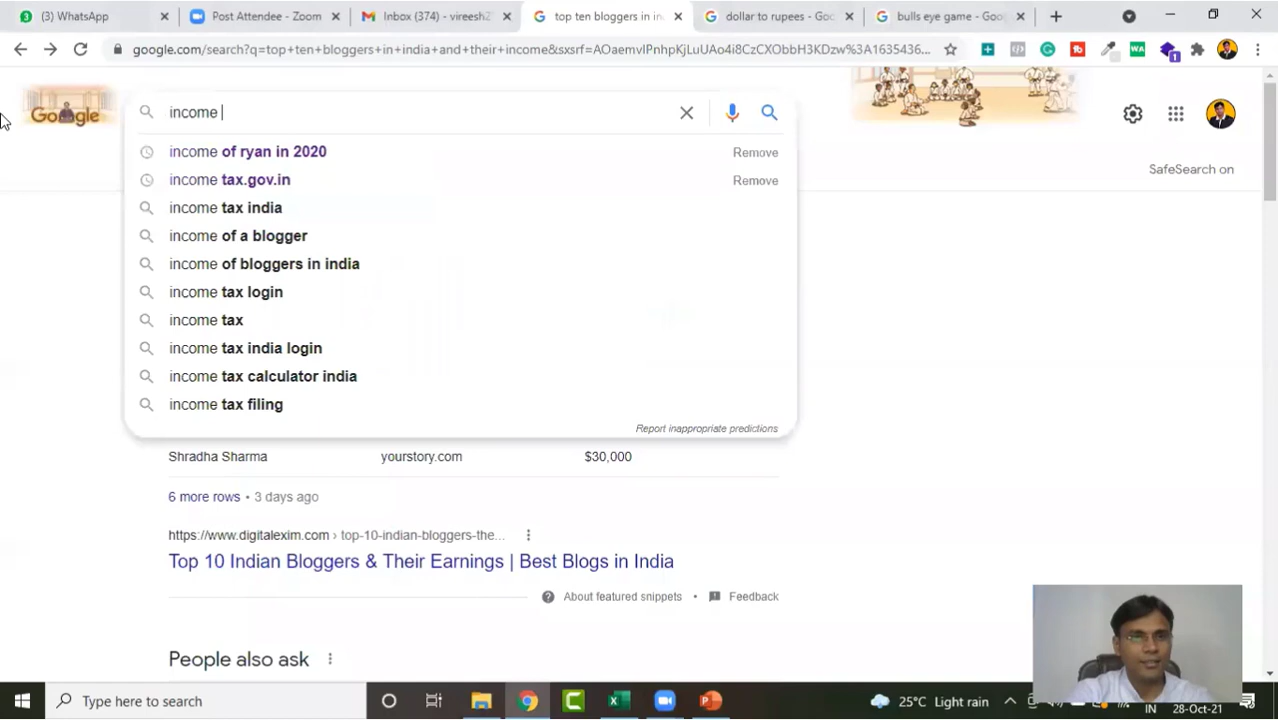 (3) WhatsApp
Post Attendee - Zoom
Inbox (374) - vireesh2
top ten bloggers in in
dollar to rupees - Goo
bulls eye game - Goog
google.com/search?q=top+ten+bloggers+in+india+and+their+income&sxsrf=AOaemvIPnhpKjLuUAo4i8CzCXObbH3KDzw%3A1635436...
Google
income
income of ryan in 2020 Remove
income tax.gov.in Remove
income tax india
income of a blogger
income of bloggers in india
income tax login
income tax
income tax india login
income tax calculator india
income tax filing
Report inappropriate predictions
SafeSearch on
Shradha Sharma yourstory.com $30,000
6 more rows • 3 days ago
https://www.digitalexim.com › top-10-indian-bloggers-the...
Top 10 Indian Bloggers & Their Earnings | Best Blogs in India
About featured snippets • Feedback
People also ask
Type here to search
25°C Light rain
IN 28-Oct-21